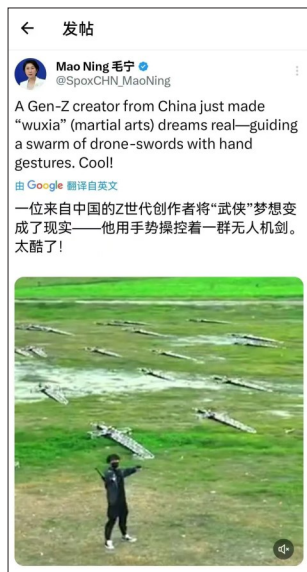 发帖
Mao Ning 毛宁
@SpoxCHN_MaoNing
A Gen-Z creator from China just made
“wuxia” (martial arts) dreams real—guiding
a swarm of drone-swords with hand
gestures. Cool!
由 Google 翻译自英文
一位来自中国的Z世代创作者将“武侠”梦想变
成了现实——他用手势操控着一群无人机剑。
太酷了！